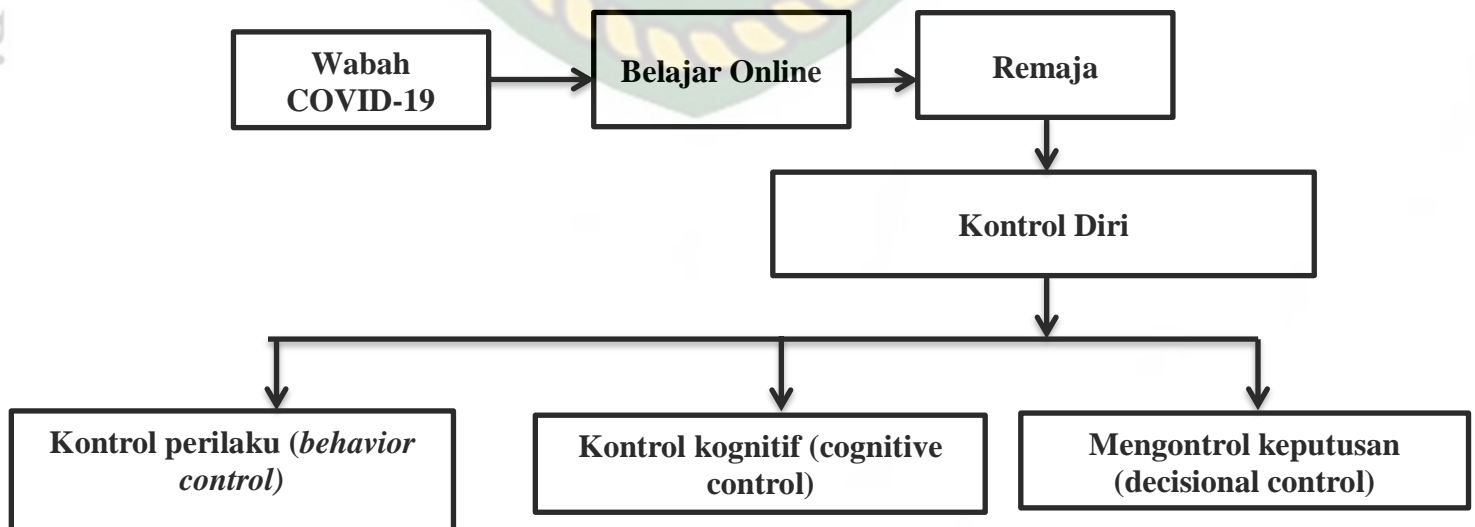 Wabah
COVID-19
Belajar Online
Remaja
Kontrol Diri
Kontrol perilaku (behavior
control)
Kontrol kognitif (cognitive
control)
Mengontrol keputusan
(decisional control)